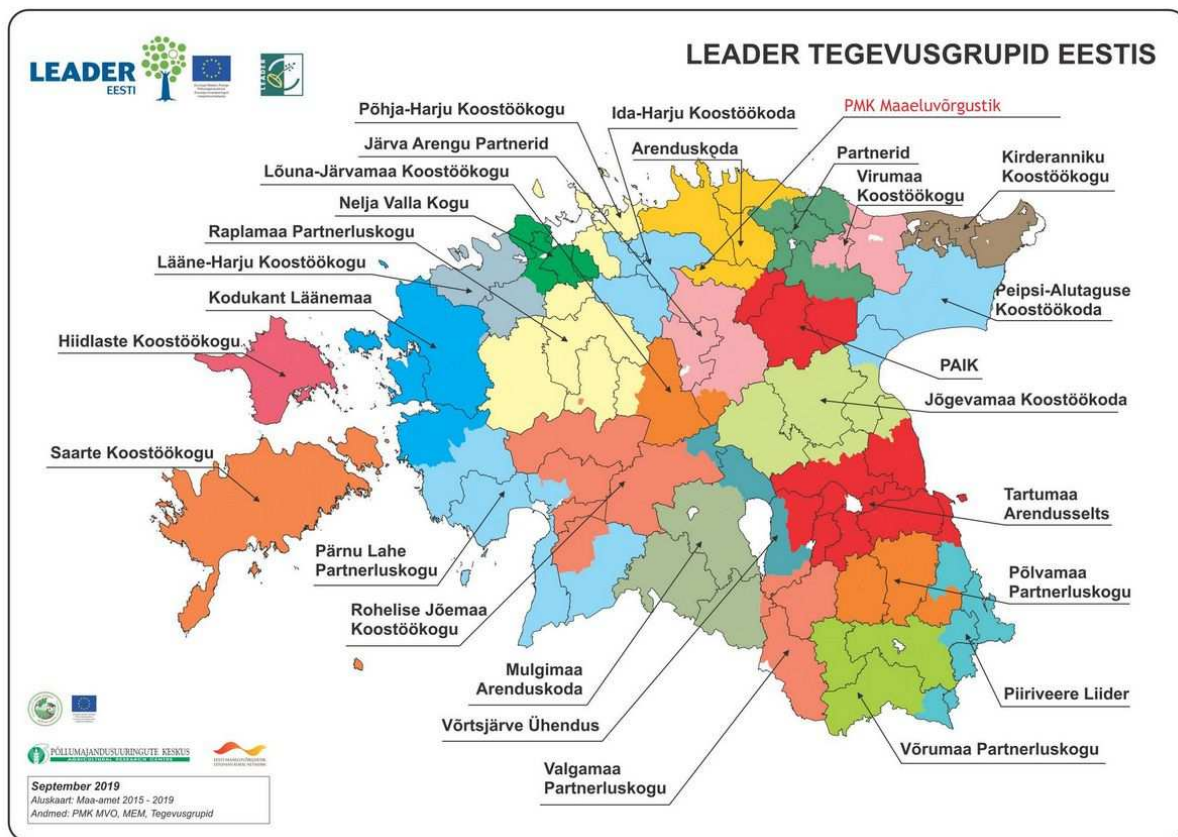 LEADER
EESTI
LEADER
LEADER TEGEVUSGRUPID EESTIS
Põhja-Harju Koostöökogu
Ida-Harju Koostöökoda
PMK Maaeluvõrgustik
Järva Arengu Partnerid
Arenduskoda
Partnerid
Kirderanniku
Koostöökogu
Lõuna-Järvamaa Koostöökogu
Virumaa
Koostöökogu
Nelja Valla Kogu
Raplamaa Partnerluskogu
Lääne-Harju Koostöökogu
Kodukant Läänemaa
Peipsi-Alutaguse
Koostöökoda
Hiidlaste Koostöökogu
PAIK
Jõgevamaa Koostöökoda
Saarte Koostöökogu
Tartumaa
Arendusselts
Pärnu Lahe
Partnerluskogu
Põlvamaa
Partnerluskogu
Rohelise Jõemaa
Koostöökogu
Mulgimaa
Arenduskoda
Piiriveere Liider
Võrtsjärve Ühendus
Võrumaa Partnerluskogu
Valgamaa
Partnerluskogu
PÕLLUMAJANDUSUURINGUTE KESKUS
AGRICULTURAL RESEARCH CENTRE
September 2019
Aluskaart: Maa-amet 2015 - 2019
Andmed: PMK MVO, MEM, Tegevusgrupid